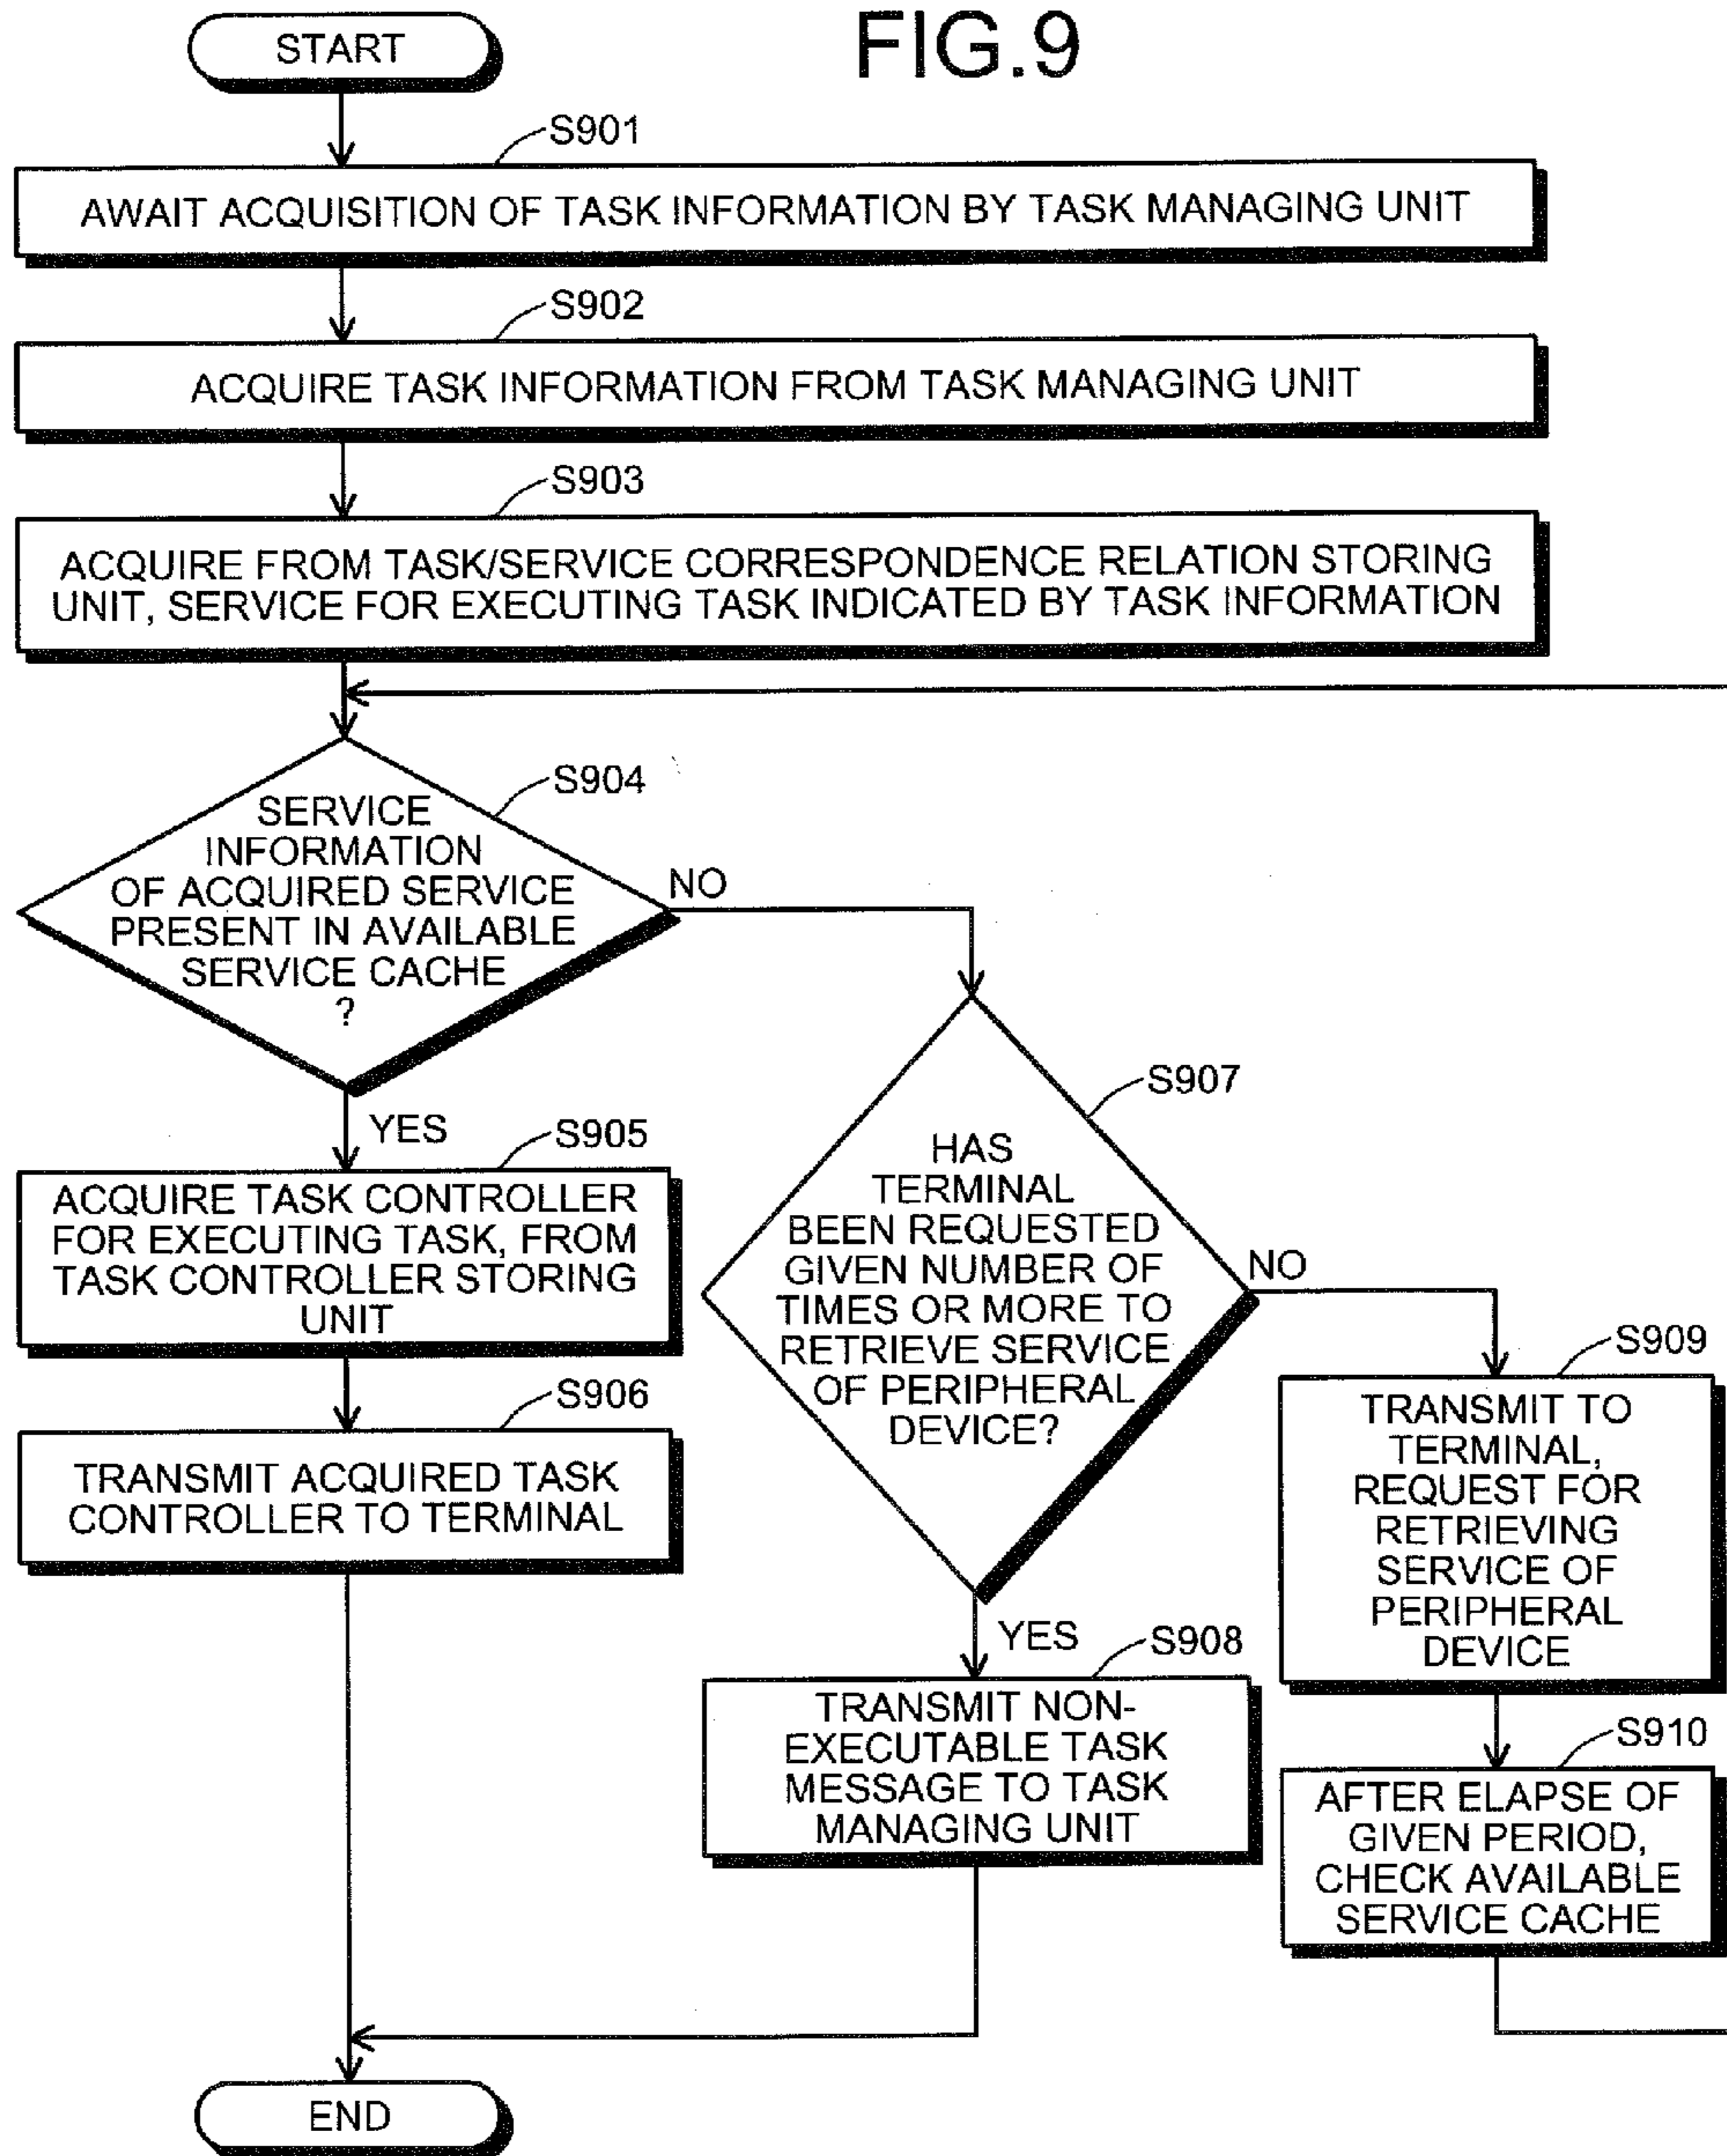 FIG.9
START
S901
AWAIT ACQUISITION OF TASK INFORMATION BY TASK MANAGING UNIT
S902
ACQUIRE TASK INFORMATION FROM TASK MANAGING UNIT
S903
ACQUIRE FROM TASK/SERVICE CORRESPONDENCE RELATION STORING
UNIT, SERVICE FOR EXECUTING TASK INDICATED BY TASK INFORMATION
S904
SERVICE
INFORMATION
OF ACQUIRED SERVICE
PRESENT IN AVAILABLE
SERVICE CACHE
?
NO
YES
S905
ACQUIRE TASK CONTROLLER
FOR EXECUTING TASK, FROM
TASK CONTROLLER STORING
UNIT
S906
TRANSMIT ACQUIRED TASK
CONTROLLER TO TERMINAL
S907
HAS
TERMINAL
BEEN REQUESTED
GIVEN NUMBER OF
TIMES OR MORE TO
RETRIEVE SERVICE
OF PERIPHERAL
DEVICE?
NO
YES
S908
TRANSMIT NON-
EXECUTABLE TASK
MESSAGE TO TASK
MANAGING UNIT
S909
TRANSMIT TO
TERMINAL,
REQUEST FOR
RETRIEVING
SERVICE OF
PERIPHERAL
DEVICE
S910
AFTER ELAPSE OF
GIVEN PERIOD,
CHECK AVAILABLE
SERVICE CACHE
END